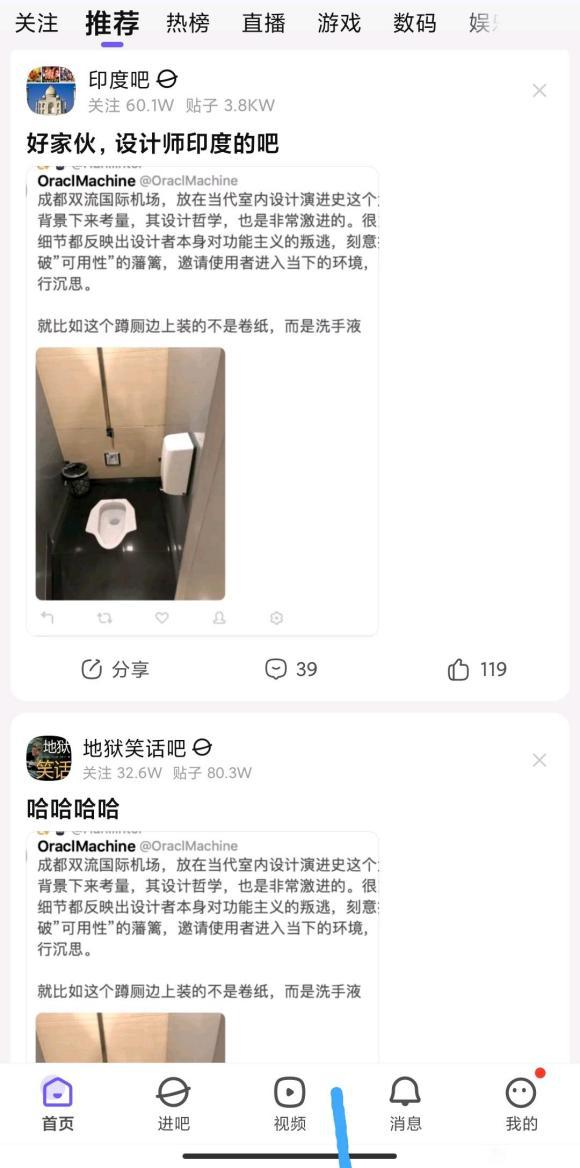 关注 推荐 热榜 直播 游戏 数码
印度吧
关注 60.1W 贴子 3.8KW
好家伙，设计师印度的吧
OraclMachine @OraclMachine
成都双流国际机场，放在当代室内设计演进史这个
背景下来考量，其设计哲学，也是非常激进的。很
细节都反映出设计者本身对功能主义的叛逃，刻意
破”可用性”的藩篱，邀请使用者进入当下的环境，
行沉思。
就比如这个蹲厕边上装的不是卷纸，而是洗手液
分享 39 119
地狱笑话
地狱笑话吧
关注 32.6W 贴子 80.3W
哈哈哈哈
OraclMachine @OraclMachine
成都双流国际机场，放在当代室内设计演进史这个
背景下来考量，其设计哲学，也是非常激进的。很
细节都反映出设计者本身对功能主义的叛逃，刻意
破”可用性”的藩篱，邀请使用者进入当下的环境，
行沉思。
就比如这个蹲厕边上装的不是卷纸，而是洗手液
首页 进吧 视频 消息 我的